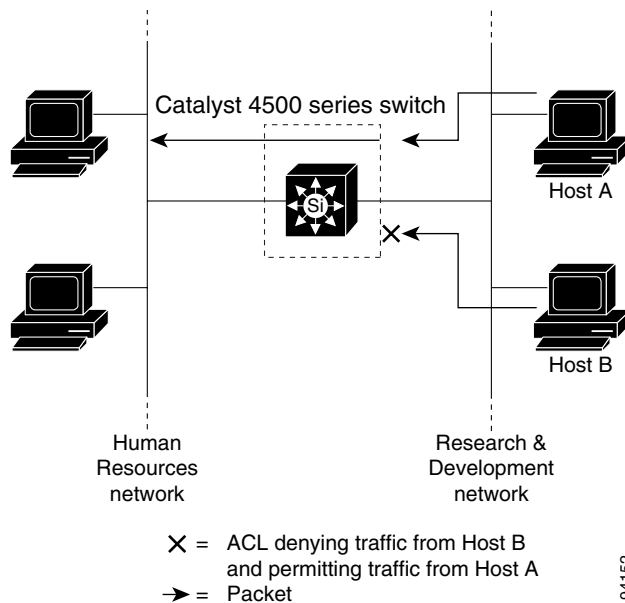 Catalyst 4500 series switch
Si
Host A
Host B
Human
Resources
network
Research &
Development
network
X = ACL denying traffic from Host B
and permitting traffic from Host A
= Packet
94152